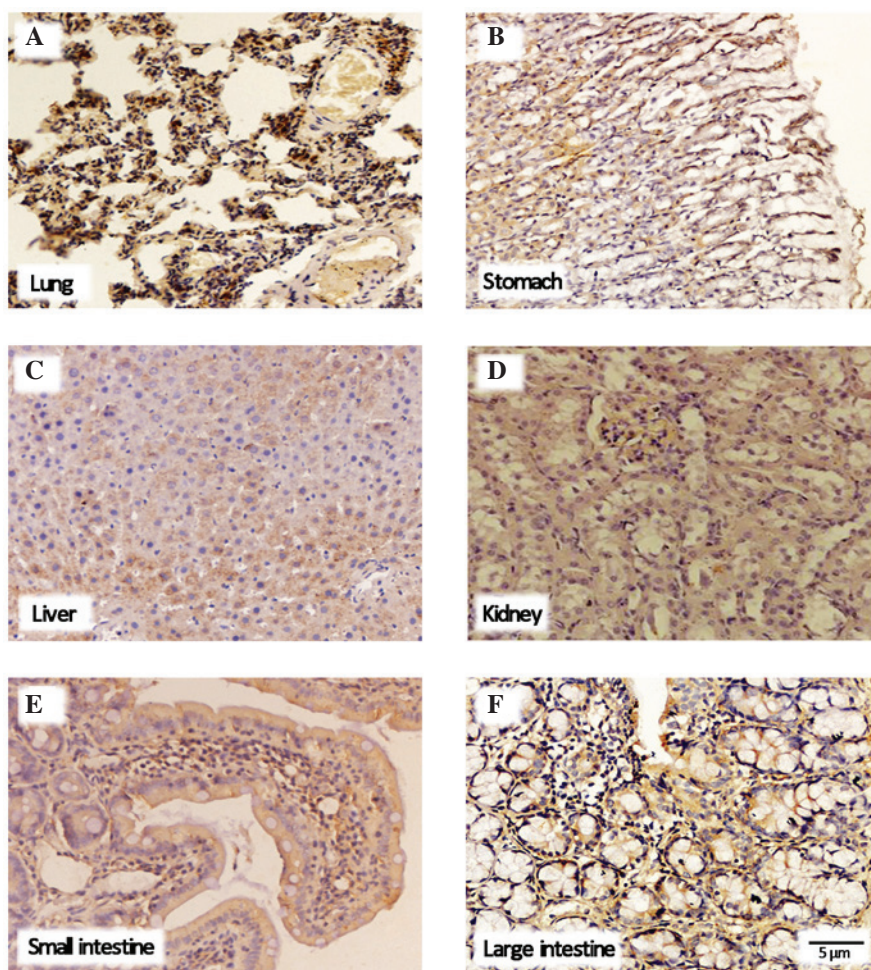 A
Lung
B
Stomach
C
Liver
D
Kidney
E
Small intestine
F
Large intestine
5 µm